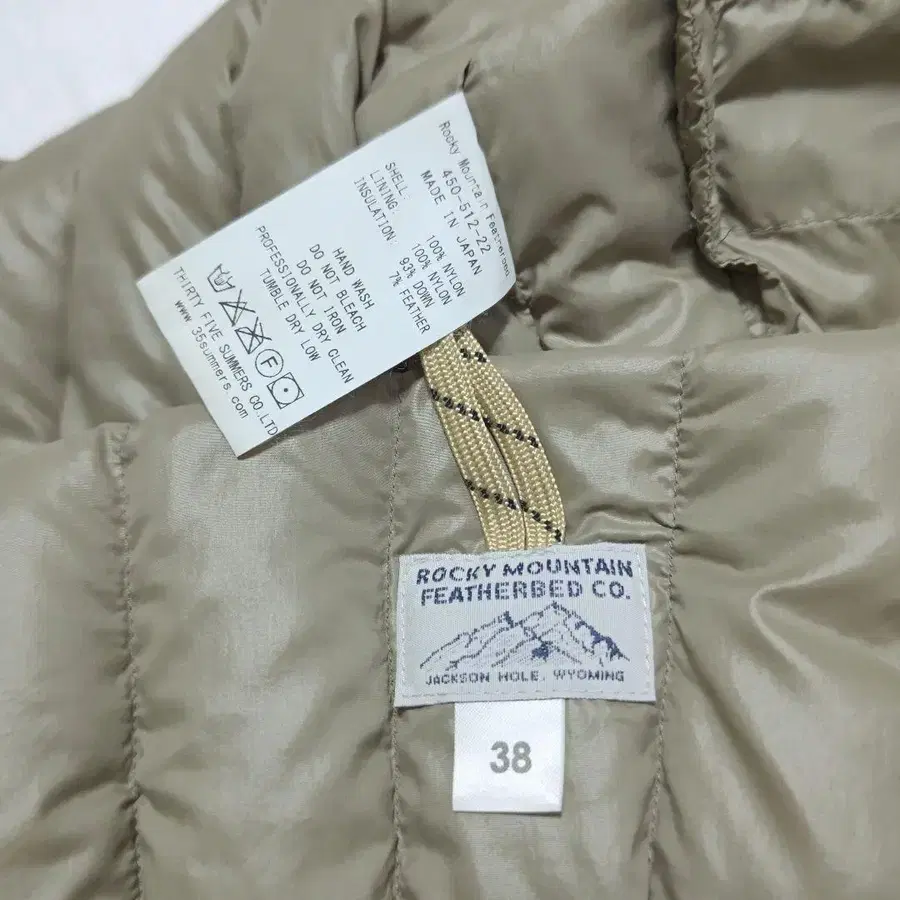 Rocky Mountain Featherbed
450-512-22
MADE IN JAPAN
SHELL: 100% NYLON
LINING: 100% NYLON
INSULATION: 93% DOWN
7% FEATHER
HAND WASH
DO NOT BLEACH
DO NOT IRON
PROFESSIONALLY DRY CLEAN
TUMBLE DRY LOW
F
THIRTY FIVE SUMMERS CO.LTD
www.35summers.com
ROCKY MOUNTAIN
FEATHERBED CO.
JACKSON HOLE, WYOMING
38